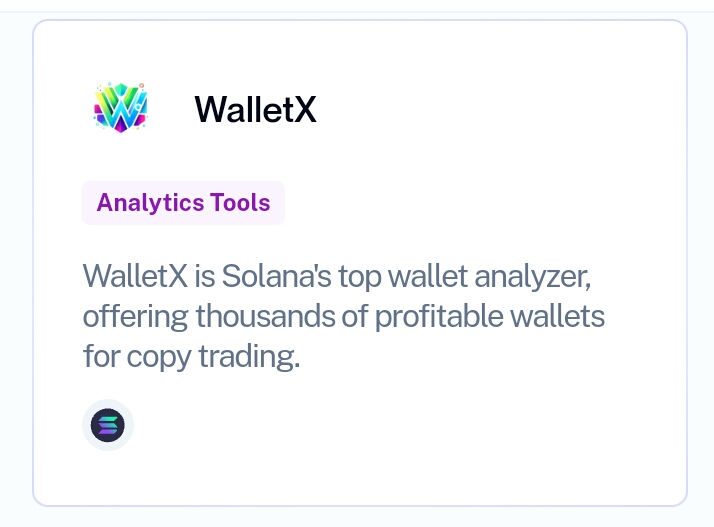 WalletX
Analytics Tools
WalletX is Solana's top wallet analyzer,
offering thousands of profitable wallets
for copy trading.